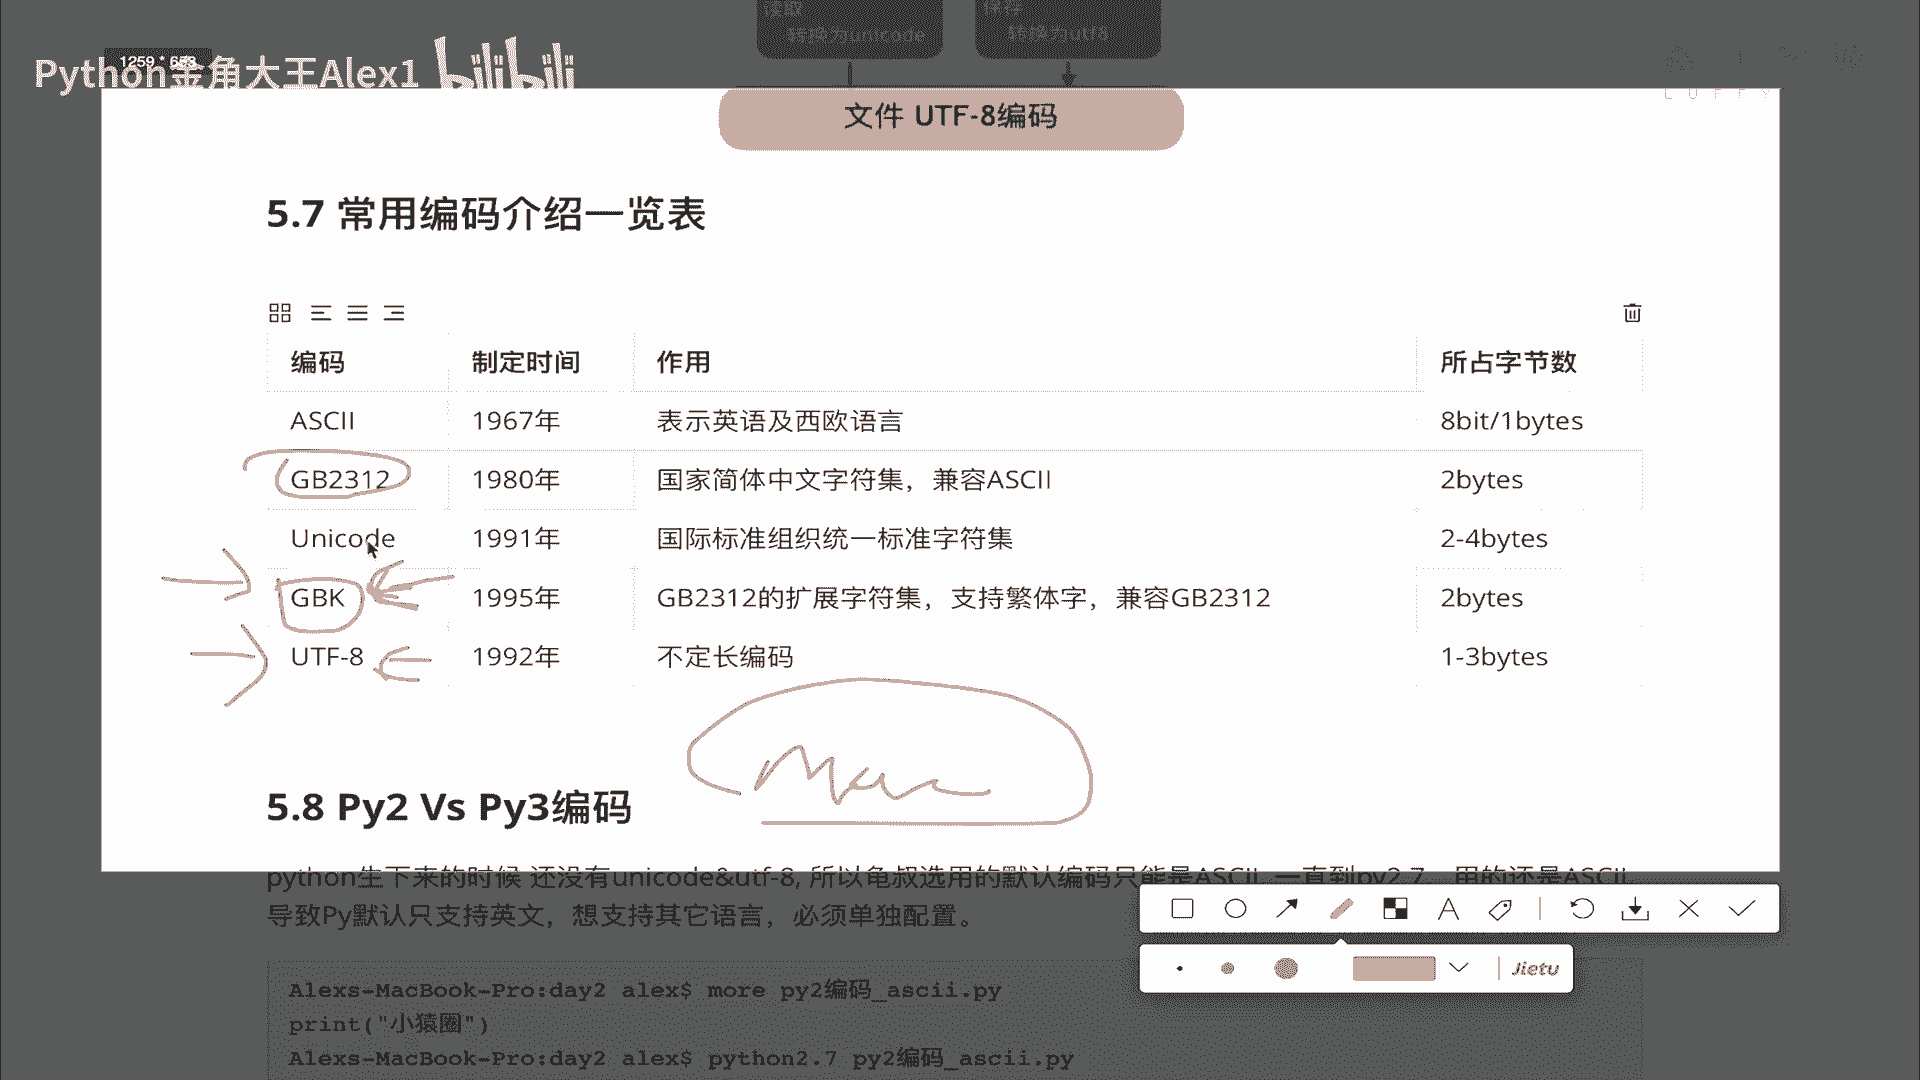 读取
保存
转换为unicode
转换为utf8
1259 * 653
Python金角大王Alex1 bilibili
LUFFY
文件 UTF-8编码
5.7 常用编码介绍一览表
编码 制定时间 作用 所占字节数
ASCII 1967年 表示英语及西欧语言 8bit/1bytes
GB2312 1980年 国家简体中文字符集，兼容ASCII 2bytes
Unicode 1991年 国际标准组织统一标准字符集 2-4bytes
GBK 1995年 GB2312的扩展字符集，支持繁体字，兼容GB2312 2bytes
UTF-8 1992年 不定长编码 1-3bytes
Mac
5.8 Py2 Vs Py3编码
python生下来的时候 还没有unicode&utf-8, 所以龟叔选用的默认编码只能是ASCII, 一直到py2.7 , 用的还是ASCII,
导致Py默认只支持英文，想支持其它语言，必须单独配置。
Jietu
Alexs-MacBook-Pro:day2 alex$ more py2编码_ascii.py
print("小猿圈")
Alexs-MacBook-Pro:day2 alex$ python2.7 py2编码_ascii.py